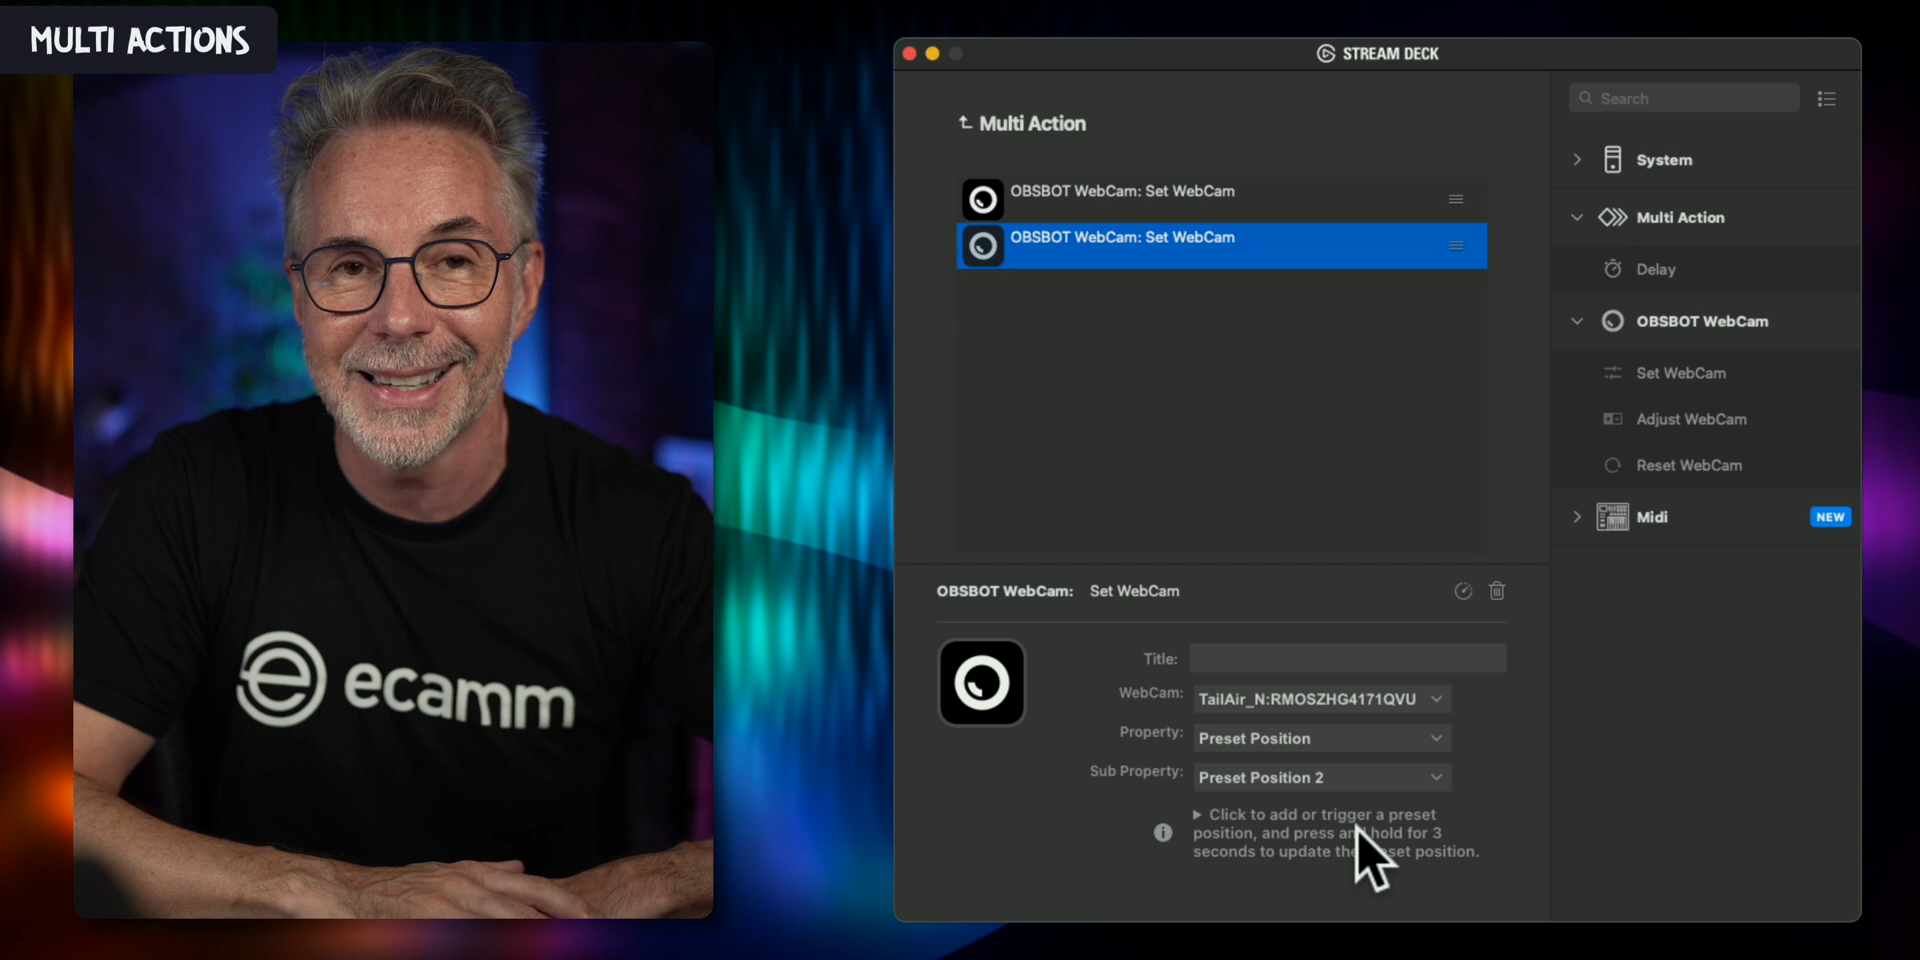 MULTI ACTIONS
ecamm
STREAM DECK
Multi Action
OBSBOT WebCam: Set WebCam
OBSBOT WebCam: Set WebCam
OBSBOT WebCam: Set WebCam
Title:
WebCam: TailAir_N:RMOSZHG4171QVU
Property: Preset Position
Sub Property: Preset Position 2
Click to add or trigger a preset
position, and press and hold for 3
seconds to update the preset position.
Search
System
Multi Action
Delay
OBSBOT WebCam
Set WebCam
Adjust WebCam
Reset WebCam
Midi NEW